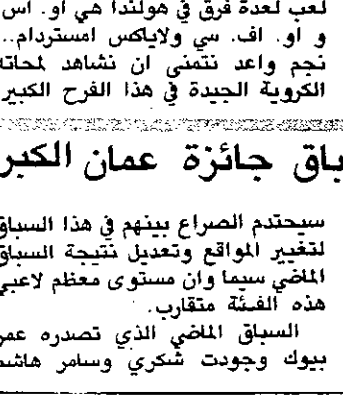 لعب لعدة فرق في هولندا هي او. اس
و او. اف. سي ولاياكس امستردام..
نجم واعد نتمنى ان نشاهد لمحاته
الكروية الجيدة في هذا الفرح الكبير
باق جائزة عمان الكبر
سيحتدم الصراع بينهم في هذا السباق
لتغيير المواقع وتعديل نتيجة السباق
الماضي سيما وان مستوى معظم لاعبي
هذه الفئة متقارب.
السباق الماضي الذي تصدره عمر
بيوك وجودت شكري وسامر هاشم